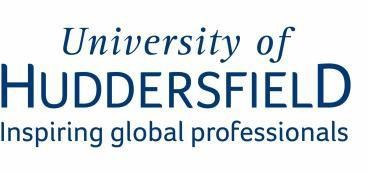 University of
HUDDERSFIELD
Inspiring global professionals